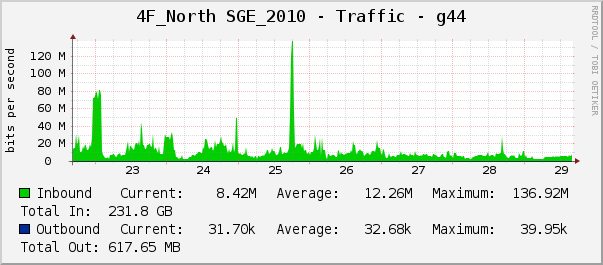 4F_North SGE_2010 - Traffic - g44
RRDTOOL / TOBI OETIKER
bits per second
120 M
100 M
80 M
60 M
40 M
20 M
0
23 24 25 26 27 28 29
Inbound Current: 8.42M Average: 12.26M Maximum: 136.92M
Total In: 231.8 GB
Outbound Current: 31.70k Average: 32.68k Maximum: 39.95k
Total Out: 617.65 MB